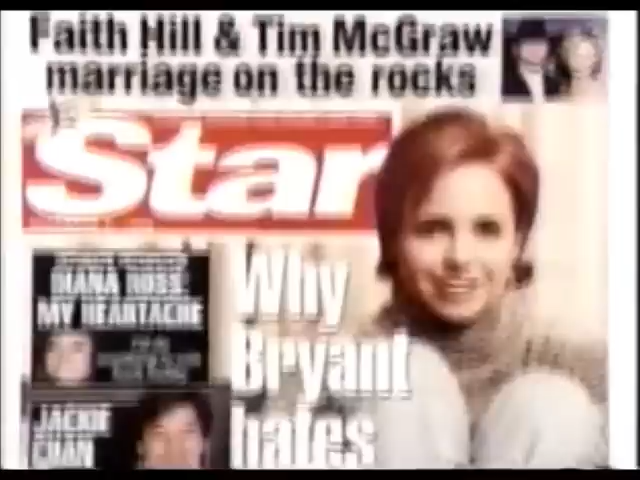 Faith Hill & Tim McGraw
marriage on the rocks
Star
DIANA ROSS:
MY HEARTACHE
Why
Bryant
hates
JACKIE
CHAN